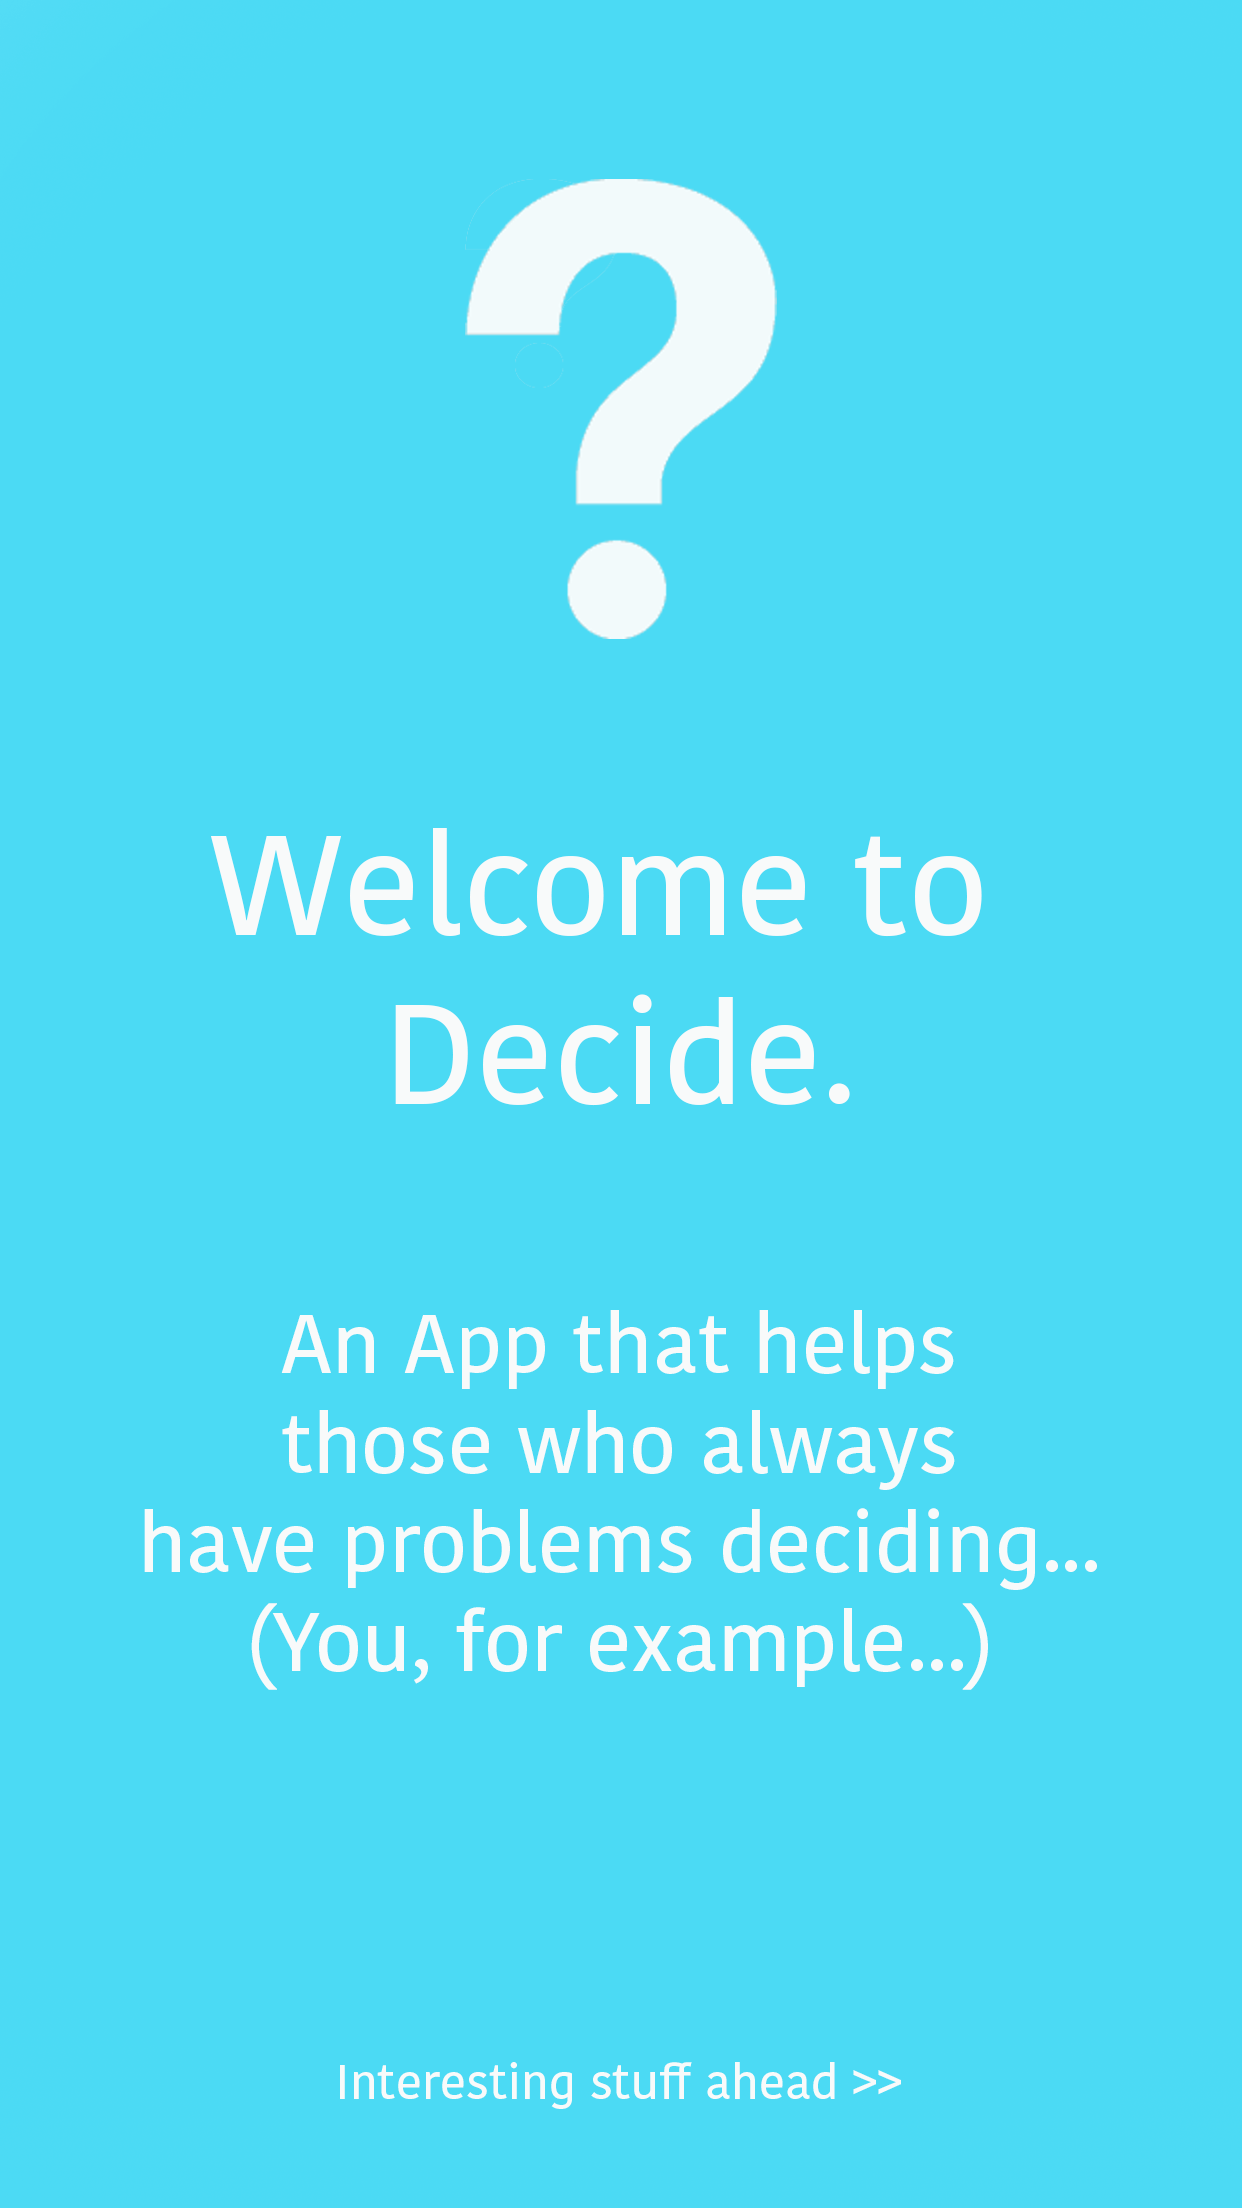 ?
Welcome to
Decide.
An App that helps
those who always
have problems deciding...
(You, for example...)
Interesting stuff ahead >>